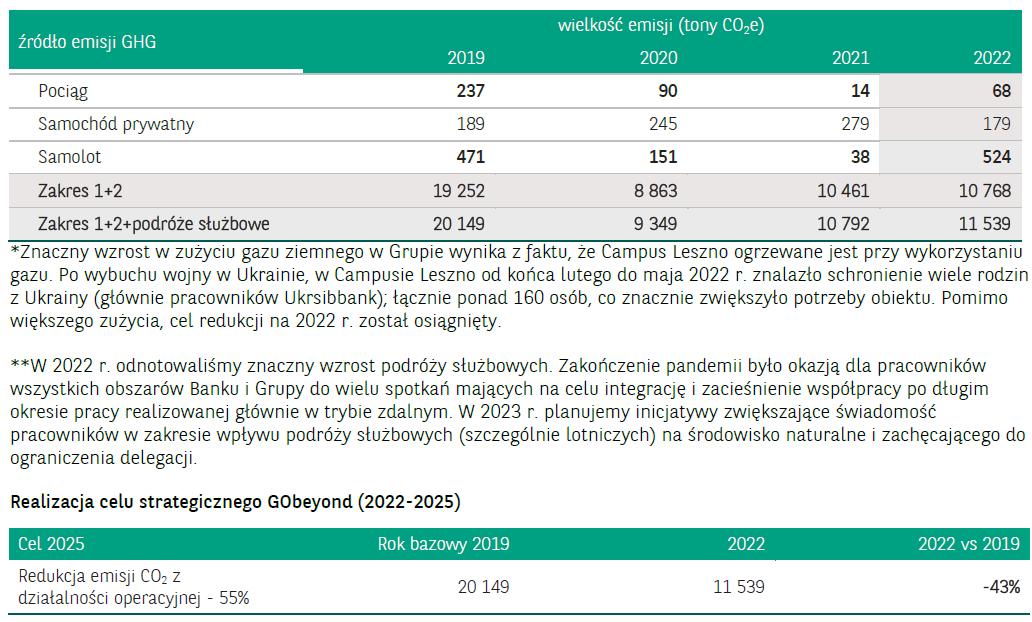 źródło emisji GHG wielkość emisji (tony CO₂e)
2019 2020 2021 2022
Pociąg 237 90 14 68
Samochód prywatny 189 245 279 179
Samolot 471 151 38 524
Zakres 1+2 19 252 8 863 10 461 10 768
Zakres 1+2+podróże służbowe 20 149 9 349 10 792 11 539
*Znaczny wzrost w zużyciu gazu ziemnego w Grupie wynika z faktu, że Campus Leszno ogrzewane jest przy wykorzystaniu
gazu. Po wybuchu wojny w Ukrainie, w Campusie Leszno od końca lutego do maja 2022 r. znalazło schronienie wiele rodzin
z Ukrainy (głównie pracowników Ukrsibbank); łącznie ponad 160 osób, co znacznie zwiększyło potrzeby obiektu. Pomimo
większego zużycia, cel redukcji na 2022 r. został osiągnięty.
**W 2022 r. odnotowaliśmy znaczny wzrost podróży służbowych. Zakończenie pandemii było okazją dla pracowników
wszystkich obszarów Banku i Grupy do wielu spotkań mających na celu integrację i zacieśnienie współpracy po długim
okresie pracy realizowanej głównie w trybie zdalnym. W 2023 r. planujemy inicjatywy zwiększające świadomość
pracowników w zakresie wpływu podróży służbowych (szczególnie lotniczych) na środowisko naturalne i zachęcającego do
ograniczenia delegacji.
Realizacja celu strategicznego GObeyond (2022-2025)
Cel 2025 Rok bazowy 2019 2022 2022 vs 2019
Redukcja emisji CO₂ z
działalności operacyjnej - 55% 20 149 11 539 -43%